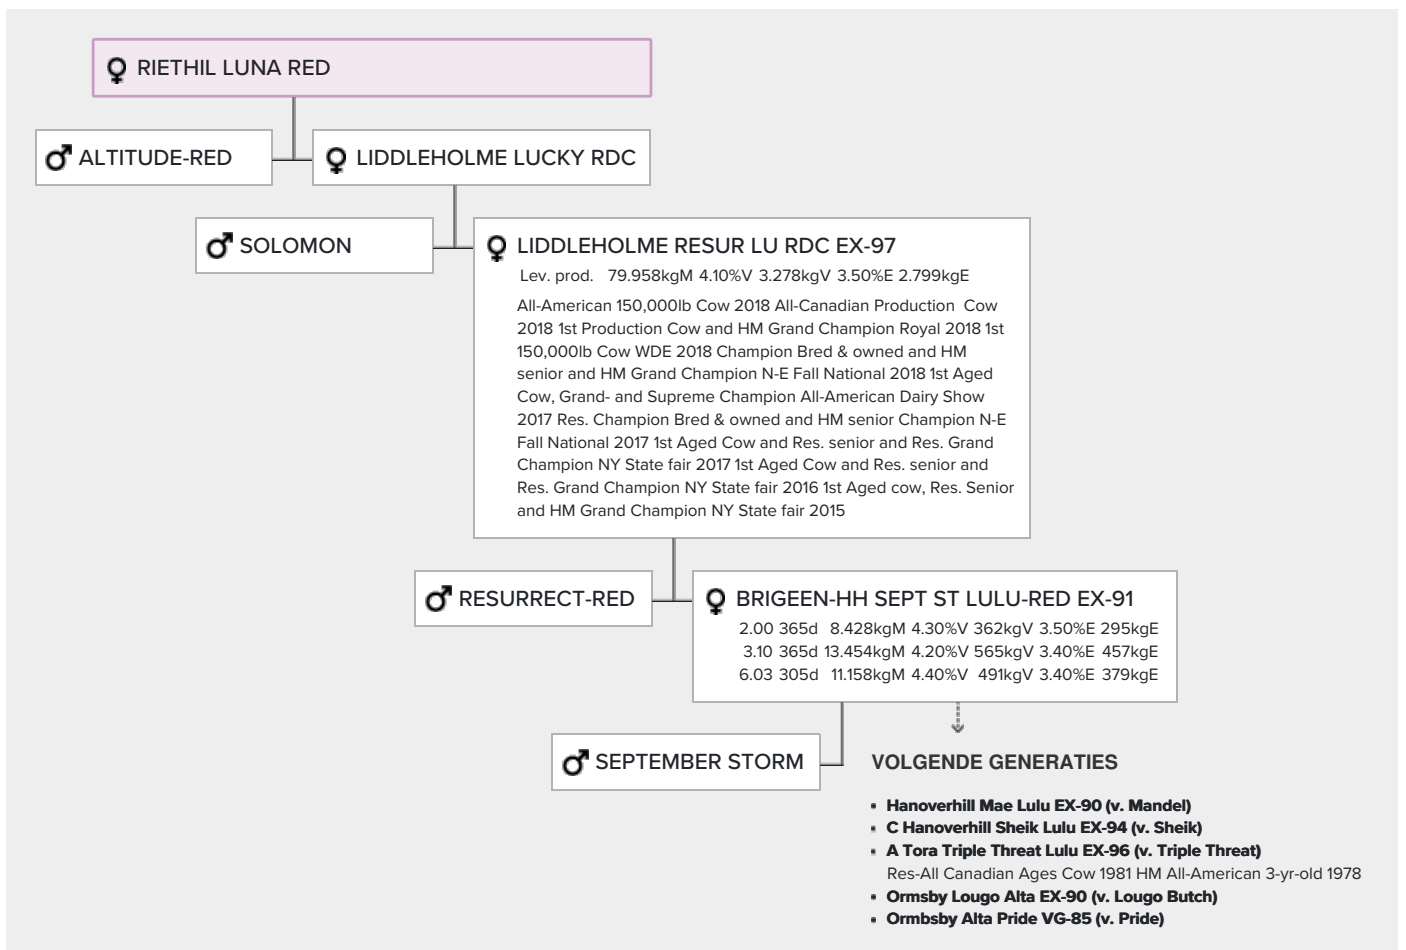 RIETHIL LUNA RED
ALTITUDE-RED
LIDDLEHOLME LUCKY RDC
SOLOMON
LIDDLEHOLME RESUR LU RDC EX-97
Lev. prod. 79.958kgM 4.10%V 3.278kgV 3.50%E 2.799kgE
All-American 150,000lb Cow 2018 All-Canadian Production Cow
2018 1st Production Cow and HM Grand Champion Royal 2018 1st
150,000lb Cow WDE 2018 Champion Bred & owned and HM
senior and HM Grand Champion N-E Fall National 2018 1st Aged
Cow, Grand- and Supreme Champion All-American Dairy Show
2017 Res. Champion Bred & owned and HM senior Champion N-E
Fall National 2017 1st Aged Cow and Res. senior and Res. Grand
Champion NY State fair 2017 1st Aged Cow and Res. senior and
Res. Grand Champion NY State fair 2016 1st Aged cow, Res. Senior
and HM Grand Champion NY State fair 2015
RESURRECT-RED
BRIGEEN-HH SEPT ST LULU-RED EX-91
2.00 365d 8.428kgM 4.30%V 362kgV 3.50%E 295kgE
3.10 365d 13.454kgM 4.20%V 565kgV 3.40%E 457kgE
6.03 305d 11.158kgM 4.40%V 491kgV 3.40%E 379kgE
SEPTEMBER STORM
VOLGENDE GENERATIES
• Hanoverhill Mae Lulu EX-90 (v. Mandel)
• C Hanoverhill Sheik Lulu EX-94 (v. Sheik)
• A Tora Triple Threat Lulu EX-96 (v. Triple Threat)
Res-All Canadian Ages Cow 1981 HM All-American 3-yr-old 1978
• Ormsby Lougo Alta EX-90 (v. Lougo Butch)
• Ormbsby Alta Pride VG-85 (v. Pride)